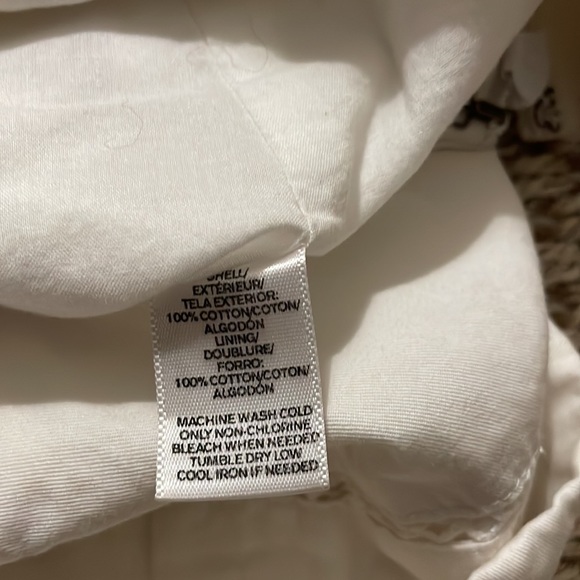 SHELL/
EXTÉRIEUR/
TELA EXTERIOR:
100% COTTON/COTON/
ALGODÓN
LINING/
DOUBLURE/
FORRO:
100% COTTON/COTON/
ALGODÓN
MACHINE WASH COLD
ONLY NON-CHLORINE
BLEACH WHEN NEEDED
TUMBLE DRY LOW
COOL IRON IF NEEDED